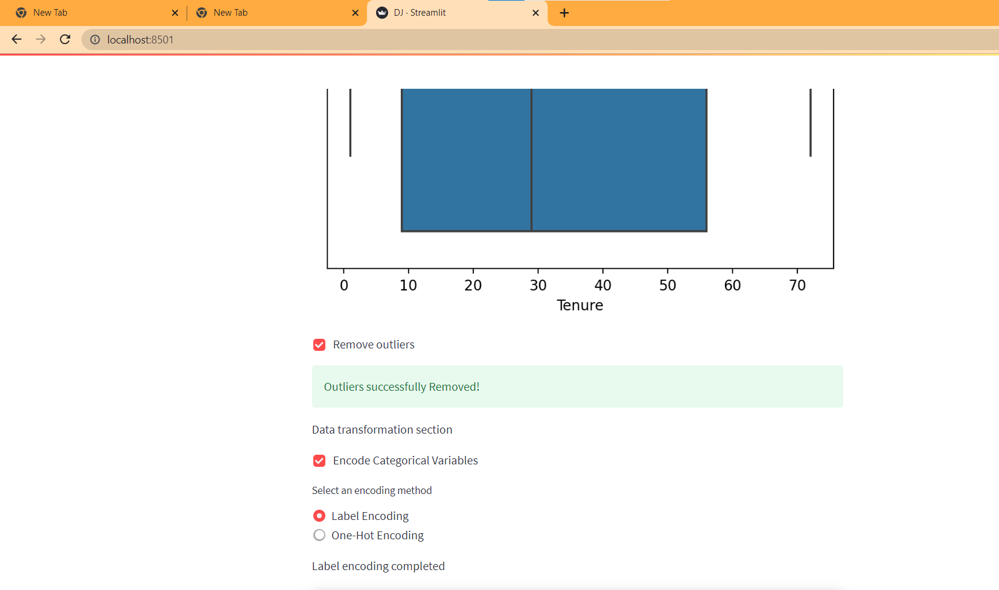 New Tab
New Tab
DJ · Streamlit
localhost:8501
0 10 20 30 40 50 60 70
Tenure
Remove outliers
Outliers successfully Removed!
Data transformation section
Encode Categorical Variables
Select an encoding method
Label Encoding
One-Hot Encoding
Label encoding completed